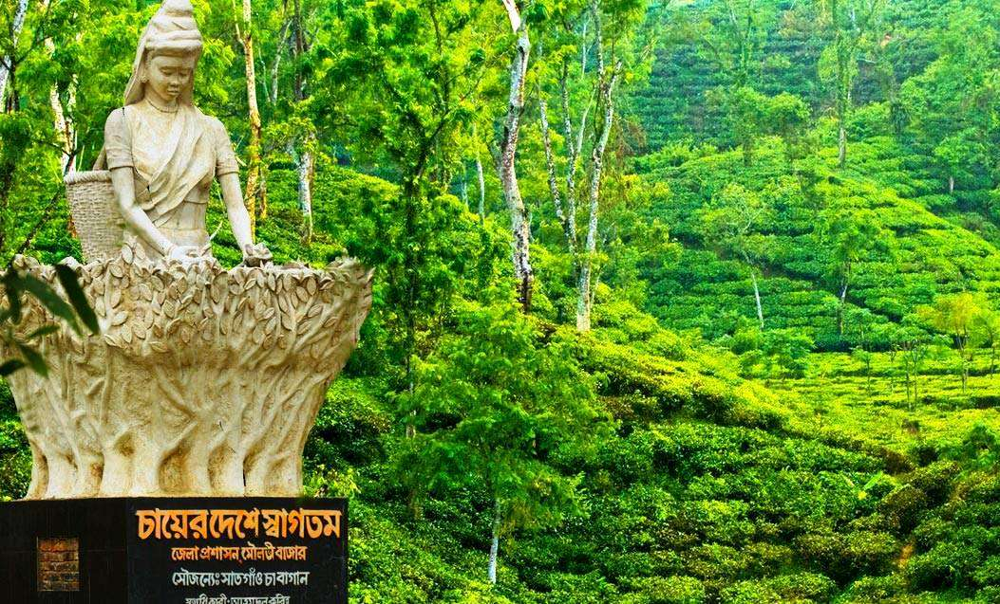 চায়ের দেশে স্বাগতম
জেলা প্রশাসন, মৌলভী বাজার
সৌজন্যেঃ সাতগাঁও চা বাগান